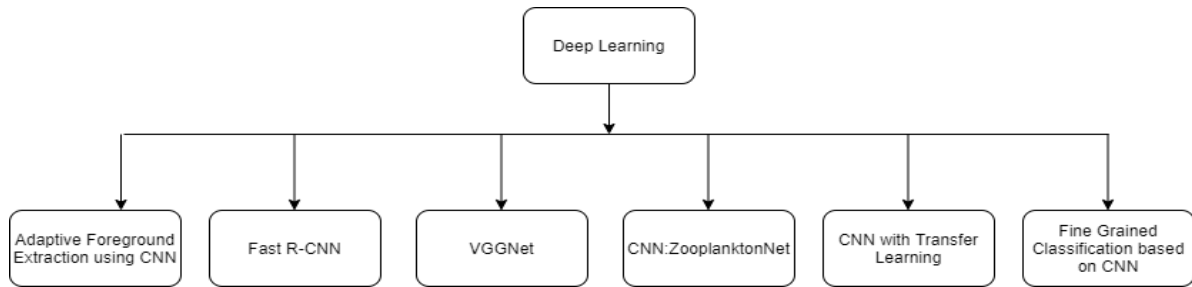 Deep Learning
Adaptive Foreground
Extraction using CNN
Fast R-CNN
VGGNet
CNN:ZooplanktonNet
CNN with Transfer
Learning
Fine Grained
Classification based
on CNN